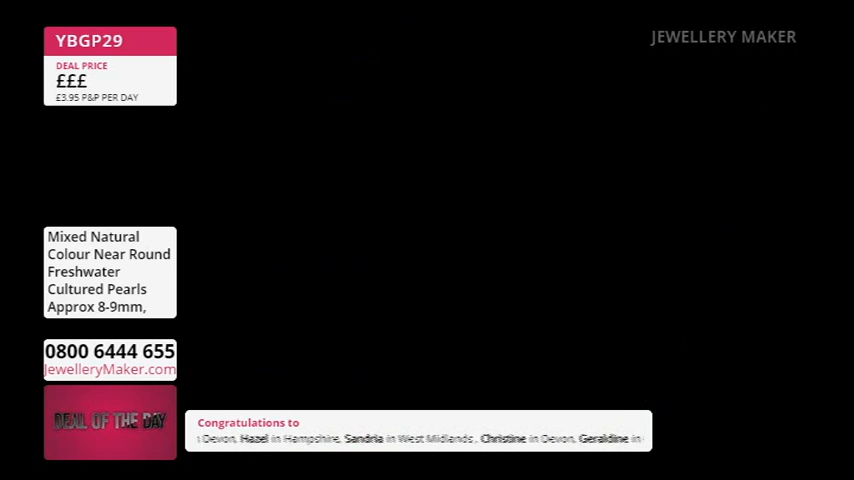 YBGP29
DEAL PRICE
£££
£3.95 P&P PER DAY
JEWELLERY MAKER
Mixed Natural
Colour Near Round
Freshwater
Cultured Pearls
Approx 8-9mm,
0800 6444 655
JewelleryMaker.com
DEAL OF THE DAY
Congratulations to
Devon, Hazel in Hampshire, Sandria in West Midlands, Christine in Devon, Geraldine in